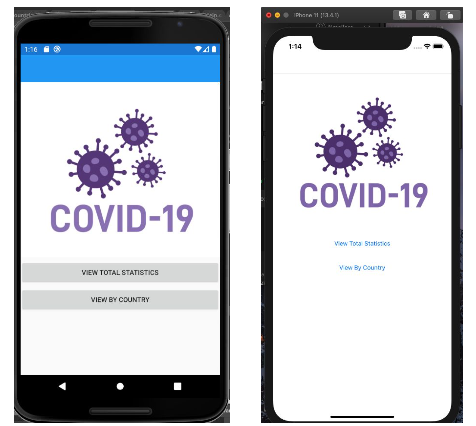 1:16
COVID-19
VIEW TOTAL STATISTICS
VIEW BY COUNTRY
iPhone 11 (13.4.1)
1:14
COVID-19
View Total Statistics
View By Country